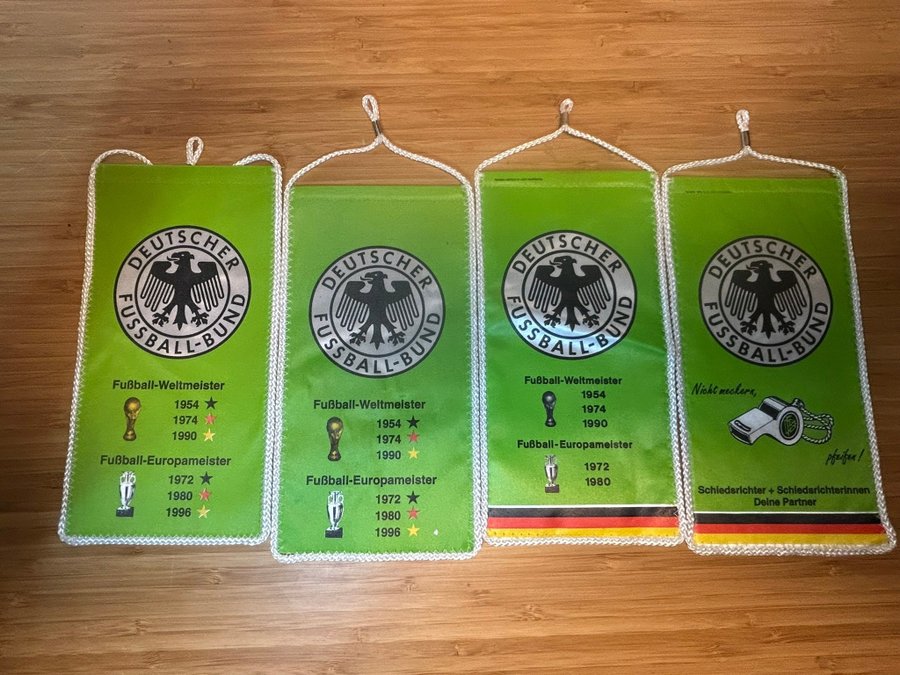 DEUTSCHER
FUSSBALL-BUND
Fußball-Weltmeister
1954
1974
1990
Fußball-Europameister
1972
1980
1996
DEUTSCHER
FUSSBALL-BUND
Fußball-Weltmeister
1954
1974
1990
Fußball-Europameister
1972
1980
1996
DEUTSCHER
FUSSBALL-BUND
Fußball-Weltmeister
1954
1974
1990
Fußball-Europameister
1972
1980
DEUTSCHER
FUSSBALL-BUND
Nicht meckern,
pfeifen!
Schiedsrichter + Schiedsrichterinnen
Deine Partner